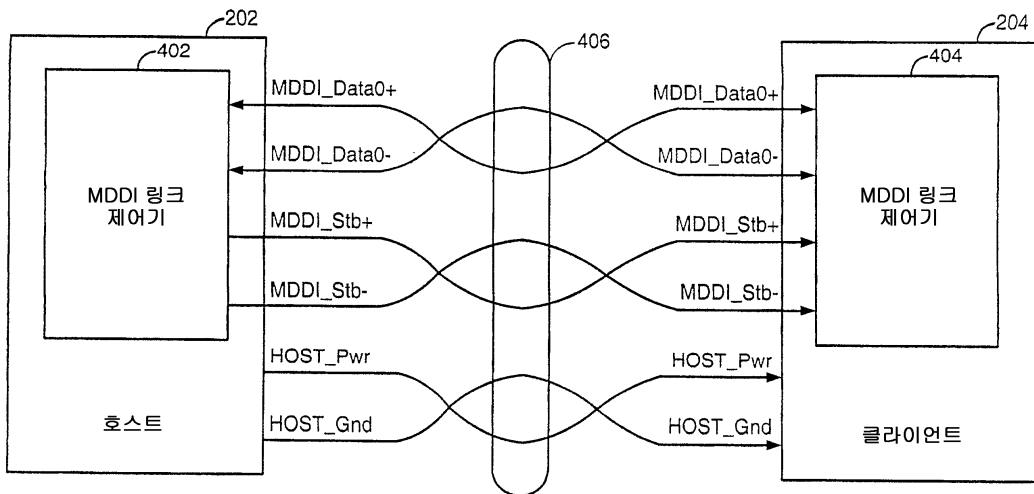 202
402
MDDI 링크
제어기
호스트
MDDI_Data0+
MDDI_Data0-
MDDI_Stb+
MDDI_Stb-
HOST_Pwr
HOST_Gnd
406
MDDI_Data0+
MDDI_Data0-
MDDI_Stb+
MDDI_Stb-
HOST_Pwr
HOST_Gnd
204
404
MDDI 링크
제어기
클라이언트